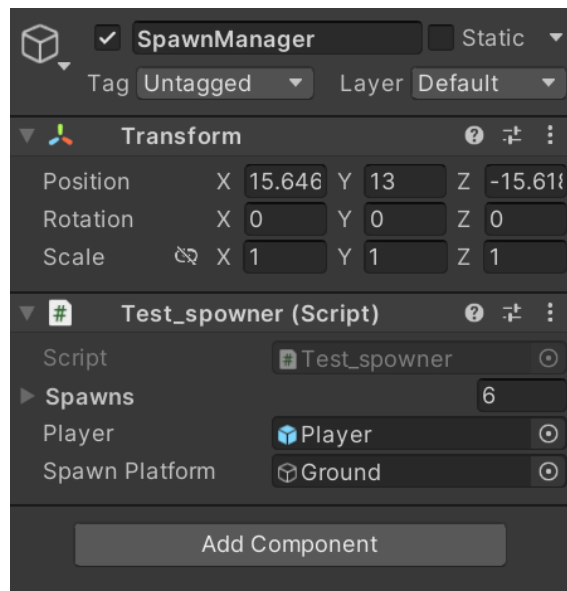 SpawnManager Static
Tag Untagged Layer Default
Transform
Position X 15.646 Y 13 Z -15.618
Rotation X 0 Y 0 Z 0
Scale X 1 Y 1 Z 1
# Test_spowner (Script)
Script # Test_spowner
Spawns 6
Player Player
Spawn Platform Ground
Add Component